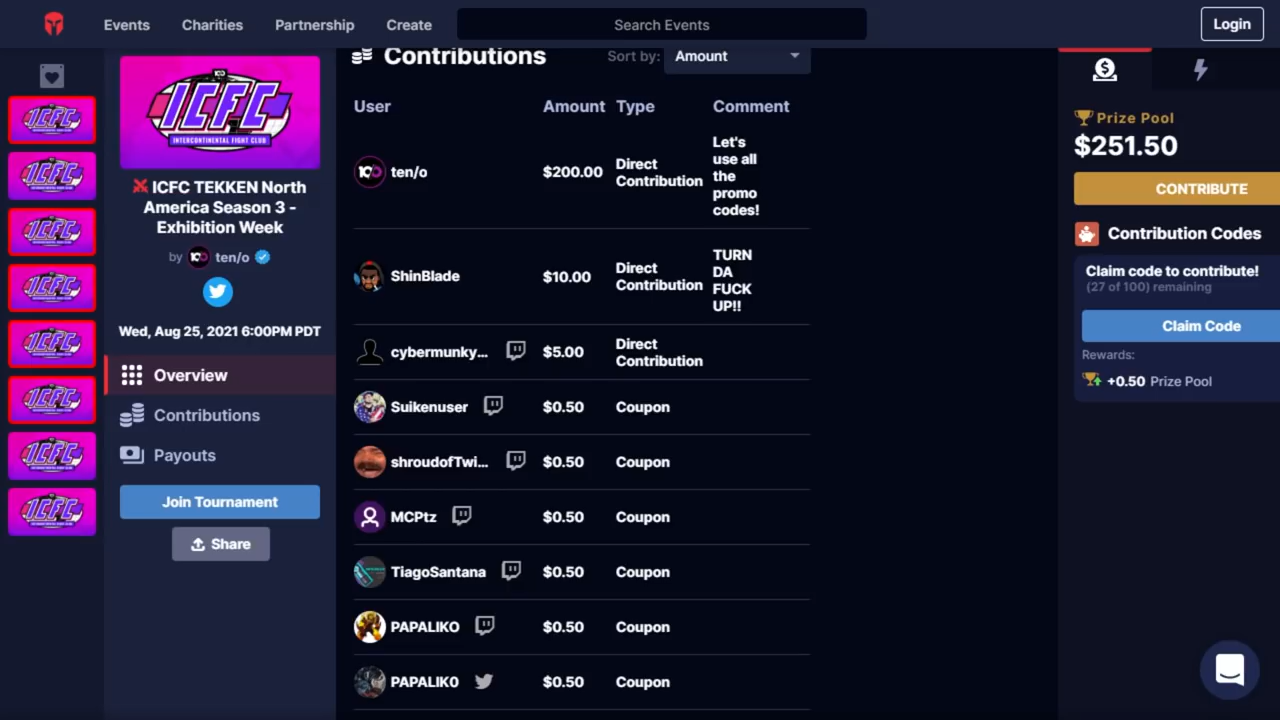 Events
Charities
Partnership
Create
Search Events
Login
ICFC
INTERCONTINENTAL FIGHT CLUB
ICFC TEKKEN North
America Season 3 -
Exhibition Week
by ten/o
Wed, Aug 25, 2021 6:00PM PDT
Overview
Contributions
Payouts
Join Tournament
Share
Contributions
Sort by: Amount
User Amount Type Comment
ten/o $200.00 Direct Contribution
Let's
use all
the
promo
codes!
ShinBlade $10.00 Direct Contribution
TURN
DA
FUCK
UP!!
cybermunky... $5.00 Direct Contribution
Suikenuser $0.50 Coupon
shroudofTwi... $0.50 Coupon
MCPtz $0.50 Coupon
TiagoSantana $0.50 Coupon
PAPALIKO $0.50 Coupon
PAPALIK0 $0.50 Coupon
Prize Pool
$251.50
CONTRIBUTE
Contribution Codes
Claim code to contribute!
(27 of 100) remaining
Claim Code
Rewards:
+0.50 Prize Pool